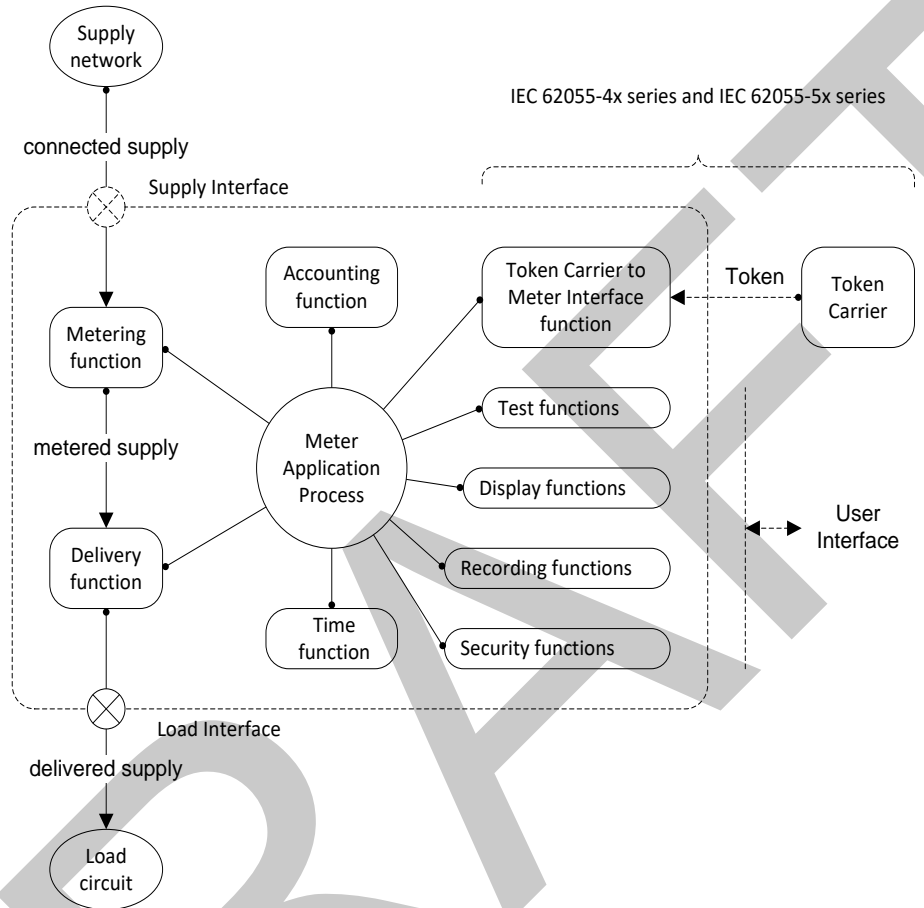 Supply
network
IEC 62055-4x series and IEC 62055-5x series
connected supply
Supply Interface
Accounting
function
Token Carrier to
Meter Interface
function
Token
Token
Carrier
Metering
function
Test functions
metered supply
Meter
Application
Process
Display functions
User
Interface
Delivery
function
Recording functions
Time
function
Security functions
Load Interface
delivered supply
Load
circuit
DRAFT